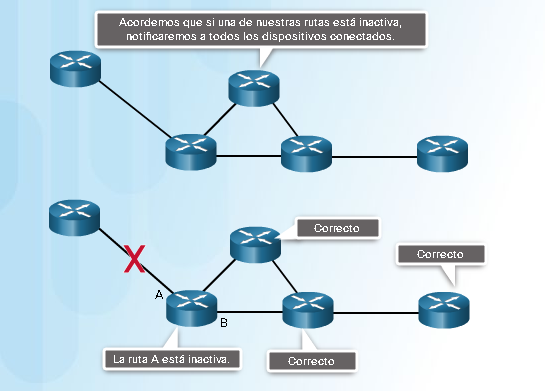 Acordemos que si una de nuestras rutas está inactiva,
notificaremos a todos los dispositivos conectados.
Correcto
Correcto
X
A
B
La ruta A está inactiva.
Correcto